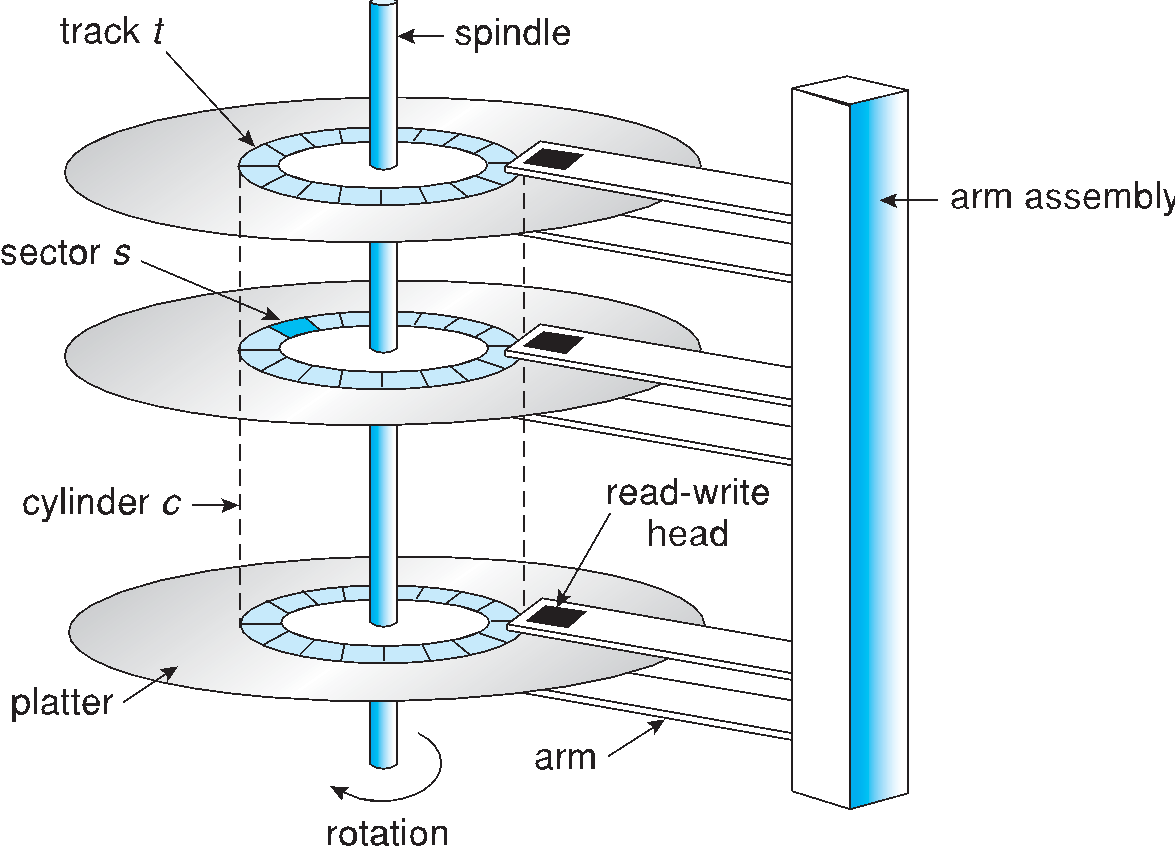 track t
spindle
arm assembly
sector s
cylinder c
read-write
head
platter
arm
rotation